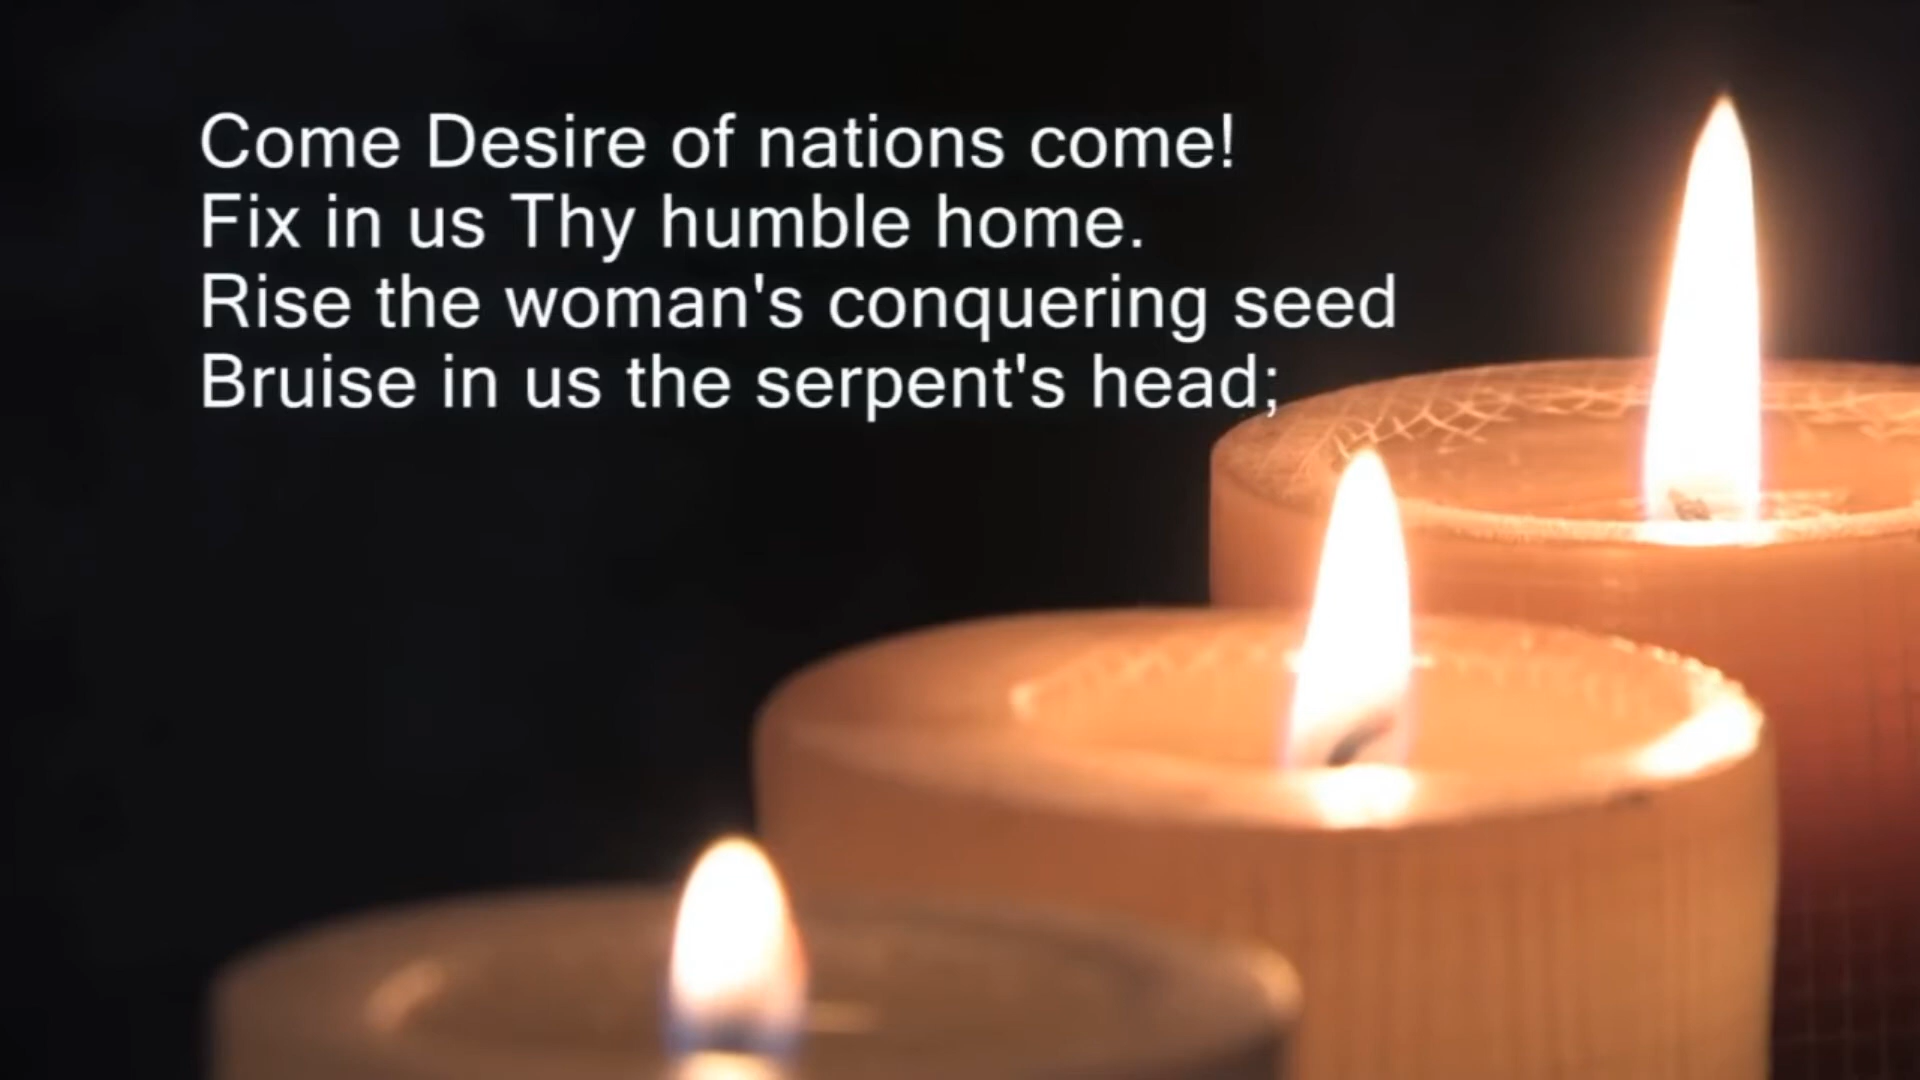 Come Desire of nations come!
Fix in us Thy humble home.
Rise the woman's conquering seed
Bruise in us the serpent's head;